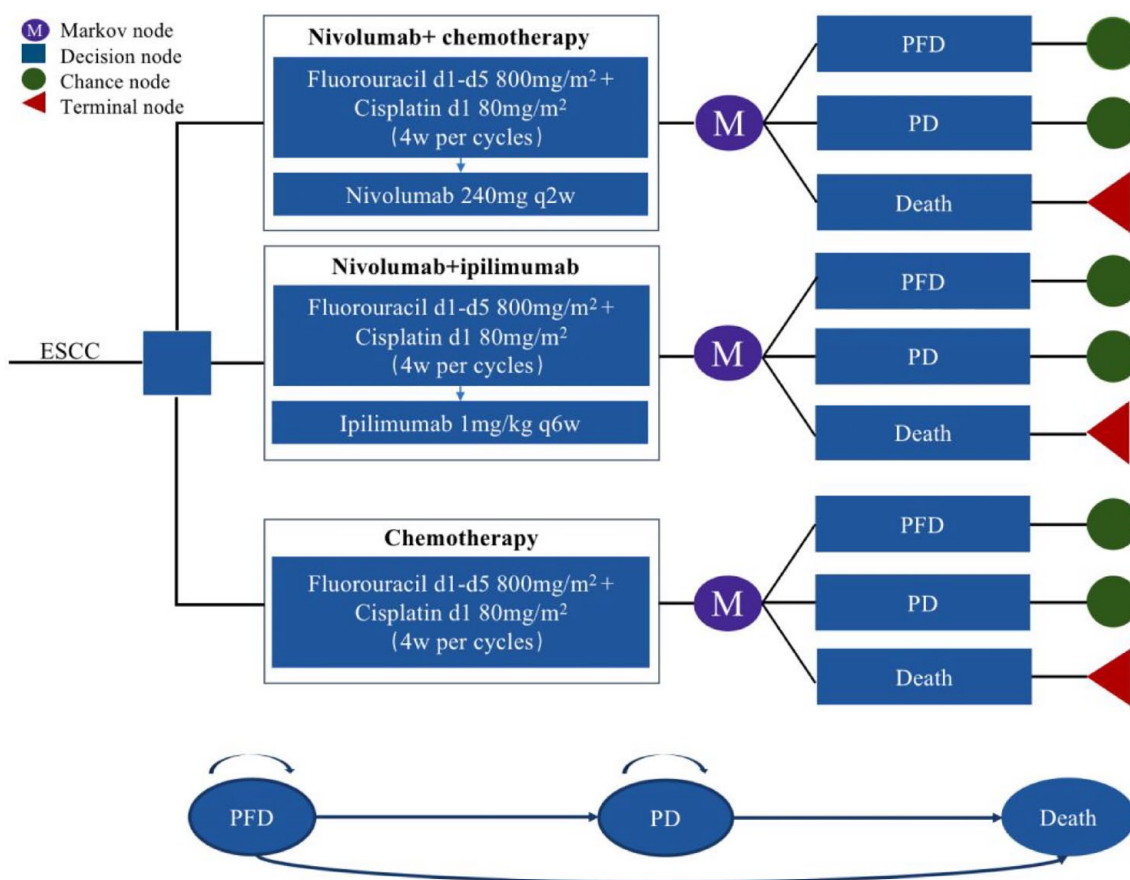 M Markov node
Decision node
Chance node
Terminal node
ESCC
Nivolumab+ chemotherapy
Fluorouracil d1-d5 800mg/m²+
Cisplatin d1 80mg/m²
(4w per cycles)
Nivolumab 240mg q2w
M
PFD
PD
Death
Nivolumab+ipilimumab
Fluorouracil d1-d5 800mg/m²+
Cisplatin d1 80mg/m²
(4w per cycles)
Ipilimumab 1mg/kg q6w
M
PFD
PD
Death
Chemotherapy
Fluorouracil d1-d5 800mg/m²+
Cisplatin d1 80mg/m²
(4w per cycles)
M
PFD
PD
Death
PFD
PD
Death